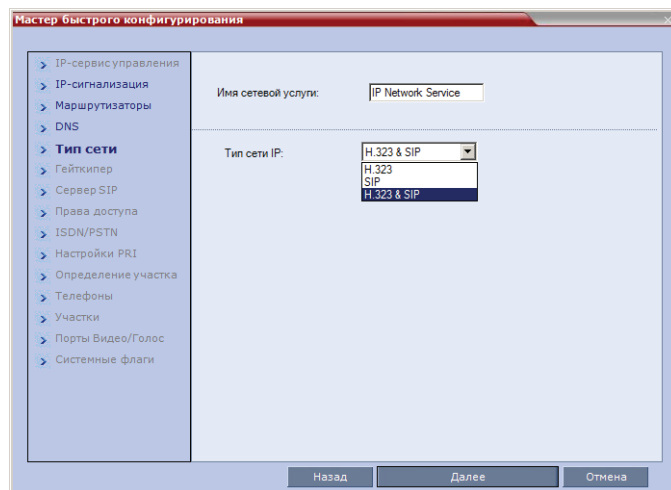 Мастер быстрого конфигурирования
IP-сервис управления
IP-сигнализация
Маршрутизаторы
DNS
Тип сети
Гейткипер
Сервер SIP
Права доступа
ISDN/PSTN
Настройки PRI
Определение участка
Телефоны
Участки
Порты Видео/Голос
Системные флаги
Имя сетевой услуги: IP Network Service
Тип сети IP: H.323 & SIP
H.323
SIP
H.323 & SIP
Назад Далее Отмена